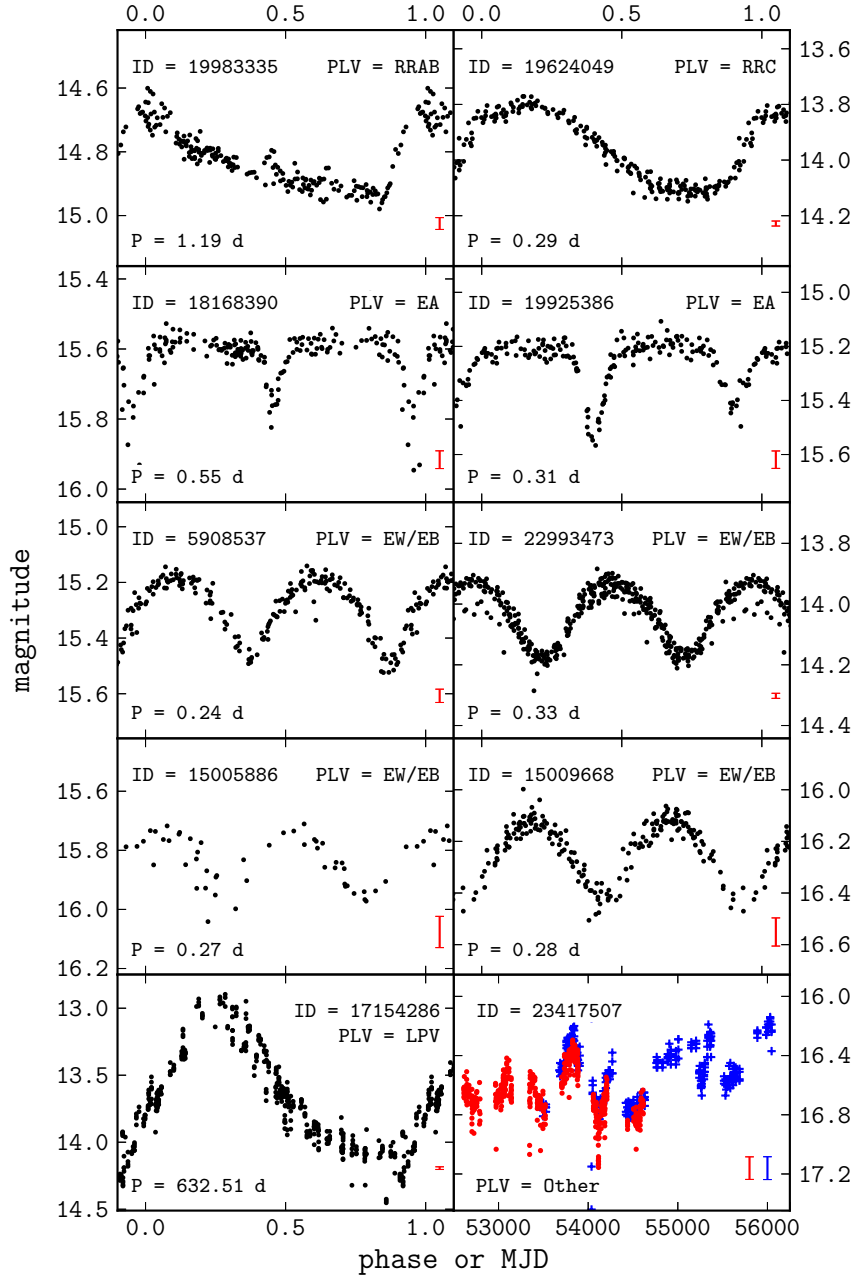 0.0 0.5 1.0 0.0 0.5 1.0
ID = 19983335 PLV = RRAB
14.6
14.8
15.0
P = 1.19 d
ID = 19624049 PLV = RRC
13.6
13.8
14.0
14.2
P = 0.29 d
ID = 18168390 PLV = EA
15.4
15.6
15.8
16.0
P = 0.55 d
ID = 19925386 PLV = EA
15.0
15.2
15.4
15.6
P = 0.31 d
ID = 5908537 PLV = EW/EB
15.0
15.2
15.4
15.6
P = 0.24 d
ID = 22993473 PLV = EW/EB
13.8
14.0
14.2
14.4
P = 0.33 d
magnitude
ID = 15005886 PLV = EW/EB
15.6
15.8
16.0
16.2
P = 0.27 d
ID = 15009668 PLV = EW/EB
16.0
16.2
16.4
16.6
P = 0.28 d
ID = 17154286
PLV = LPV
13.0
13.5
14.0
14.5
P = 632.51 d
ID = 23417507
16.0
16.4
16.8
17.2
PLV = Other
0.0 0.5 1.0 53000 54000 55000 56000
phase or MJD